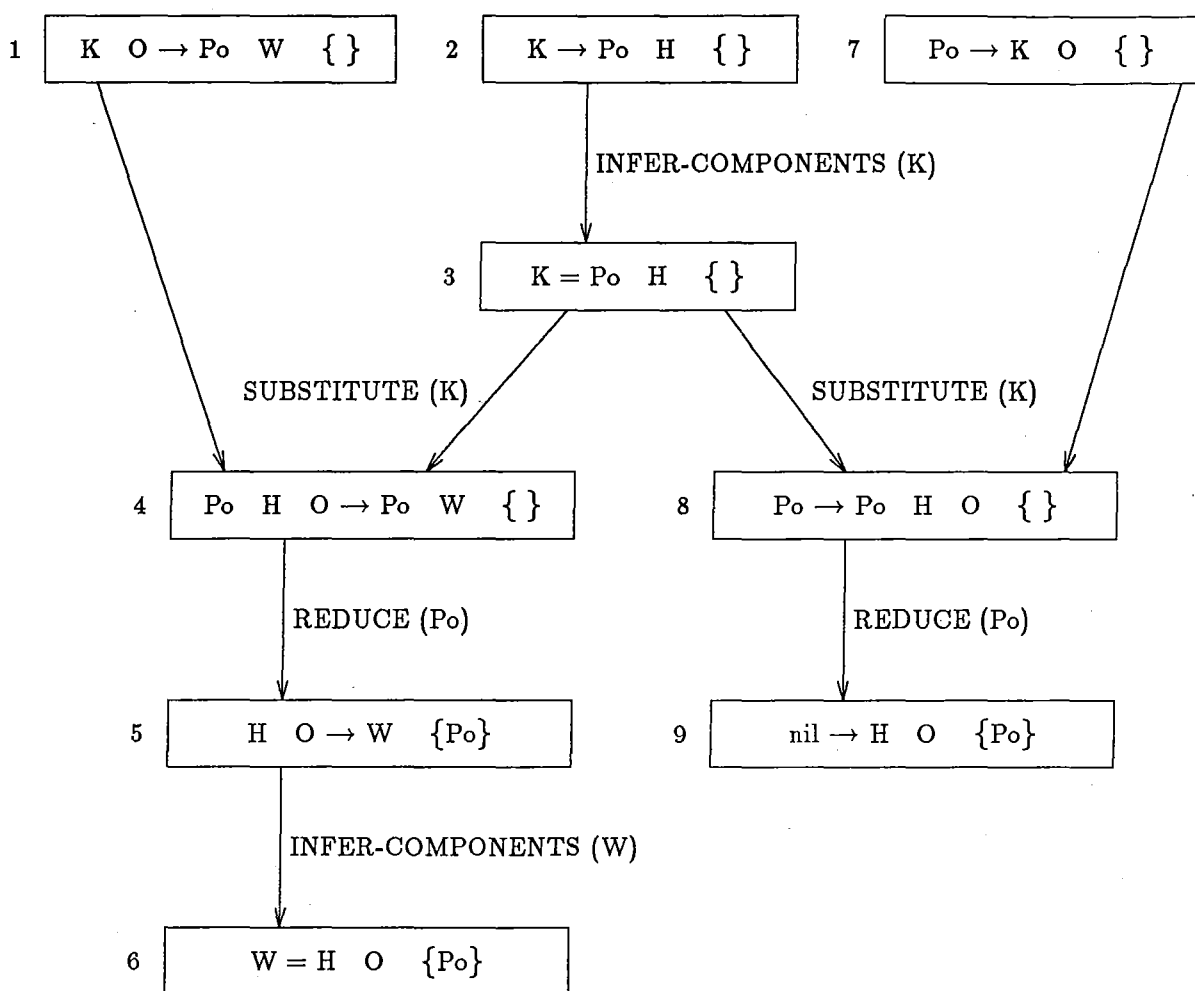 1 K O → Po W { } 2 K → Po H { } 7 Po → K O { }
INFER-COMPONENTS (K)
3 K = Po H { }
SUBSTITUTE (K) SUBSTITUTE (K)
4 Po H O → Po W { } 8 Po → Po H O { }
REDUCE (Po) REDUCE (Po)
5 H O → W {Po} 9 nil → H O {Po}
INFER-COMPONENTS (W)
6 W = H O {Po}